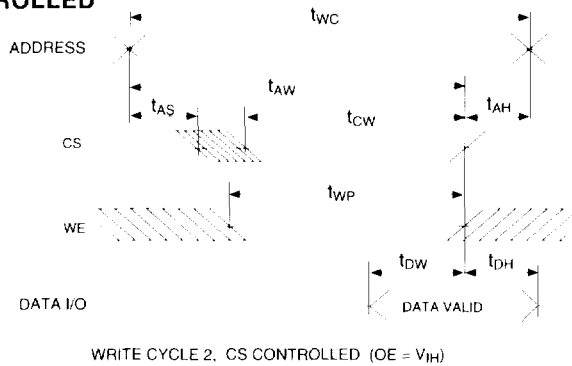 ROLLED
tWC
ADDRESS
tAW
tAS
tAH
tCW
CS
tWP
WE
tDW tDH
DATA I/O DATA VALID
WRITE CYCLE 2, CS CONTROLLED (OE = VIH)